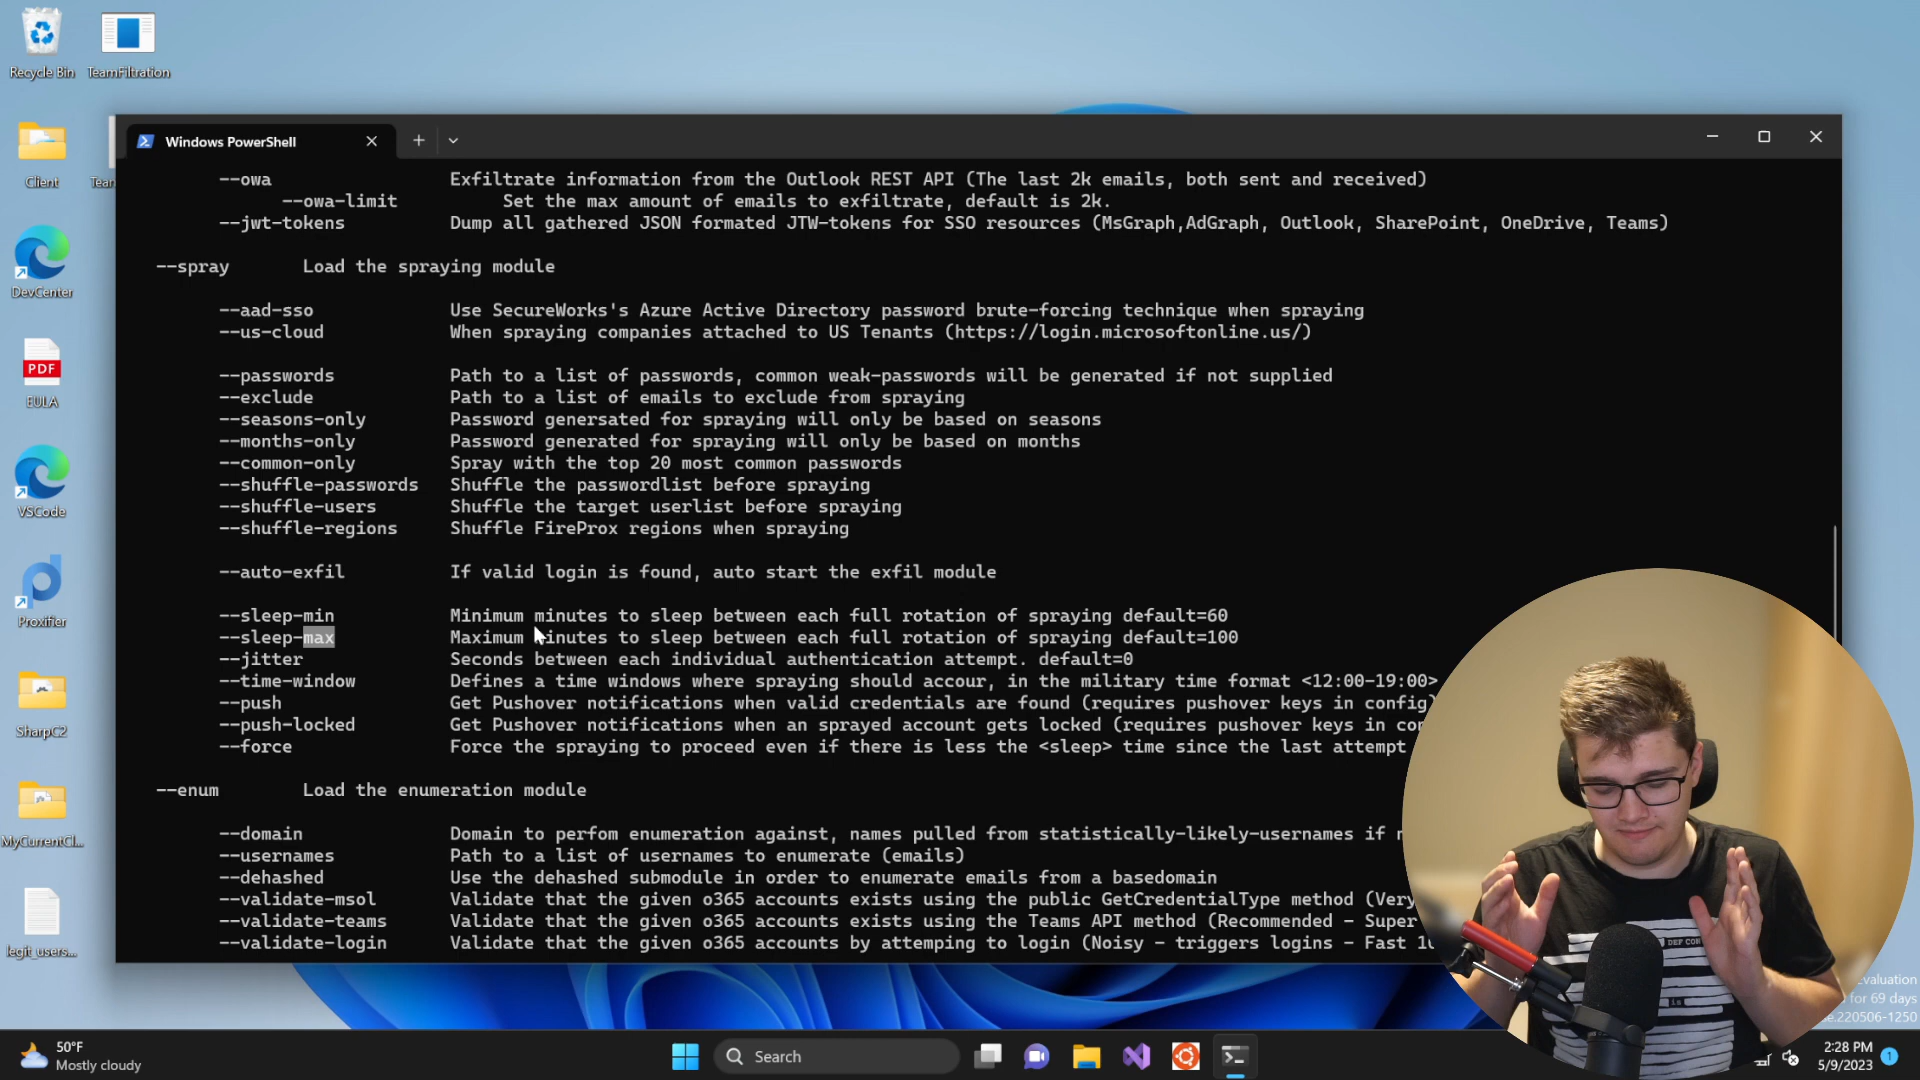 Recycle Bin
TeamFiltration
Client
Team
DevCenter
PDF
EULA
VSCode
Proxifier
SharpC2
MyCurrentCl...
legit_users...
Windows PowerShell
--owa Exfiltrate information from the Outlook REST API (The last 2k emails, both sent and received)
--owa-limit Set the max amount of emails to exfiltrate, default is 2k.
--jwt-tokens Dump all gathered JSON formated JTW-tokens for SSO resources (MsGraph,AdGraph, Outlook, SharePoint, OneDrive, Teams)
--spray Load the spraying module
--aad-sso Use SecureWorks's Azure Active Directory password brute-forcing technique when spraying
--us-cloud When spraying companies attached to US Tenants (https://login.microsoftonline.us/)
--passwords Path to a list of passwords, common weak-passwords will be generated if not supplied
--exclude Path to a list of emails to exclude from spraying
--seasons-only Password genersated for spraying will only be based on seasons
--months-only Password generated for spraying will only be based on months
--common-only Spray with the top 20 most common passwords
--shuffle-passwords Shuffle the passwordlist before spraying
--shuffle-users Shuffle the target userlist before spraying
--shuffle-regions Shuffle FireProx regions when spraying
--auto-exfil If valid login is found, auto start the exfil module
--sleep-min Minimum minutes to sleep between each full rotation of spraying default=60
--sleep-max Maximum minutes to sleep between each full rotation of spraying default=100
--jitter Seconds between each individual authentication attempt. default=0
--time-window Defines a time windows where spraying should accour, in the military time format <12:00-19:00>
--push Get Pushover notifications when valid credentials are found (requires pushover keys in config)
--push-locked Get Pushover notifications when an sprayed account gets locked (requires pushover keys in con
--force Force the spraying to proceed even if there is less the <sleep> time since the last attempt
--enum Load the enumeration module
--domain Domain to perfom enumeration against, names pulled from statistically-likely-usernames if n
--usernames Path to a list of usernames to enumerate (emails)
--dehashed Use the dehashed submodule in order to enumerate emails from a basedomain
--validate-msol Validate that the given o365 accounts exists using the public GetCredentialType method (Very
--validate-teams Validate that the given o365 accounts exists using the Teams API method (Recommended - Super
--validate-login Validate that the given o365 accounts by attemping to login (Noisy - triggers logins - Fast 10
DEF CON
valuation
for 69 days
e.220506-1250
50°F
Mostly cloudy
Search
2:28 PM
5/9/2023
1